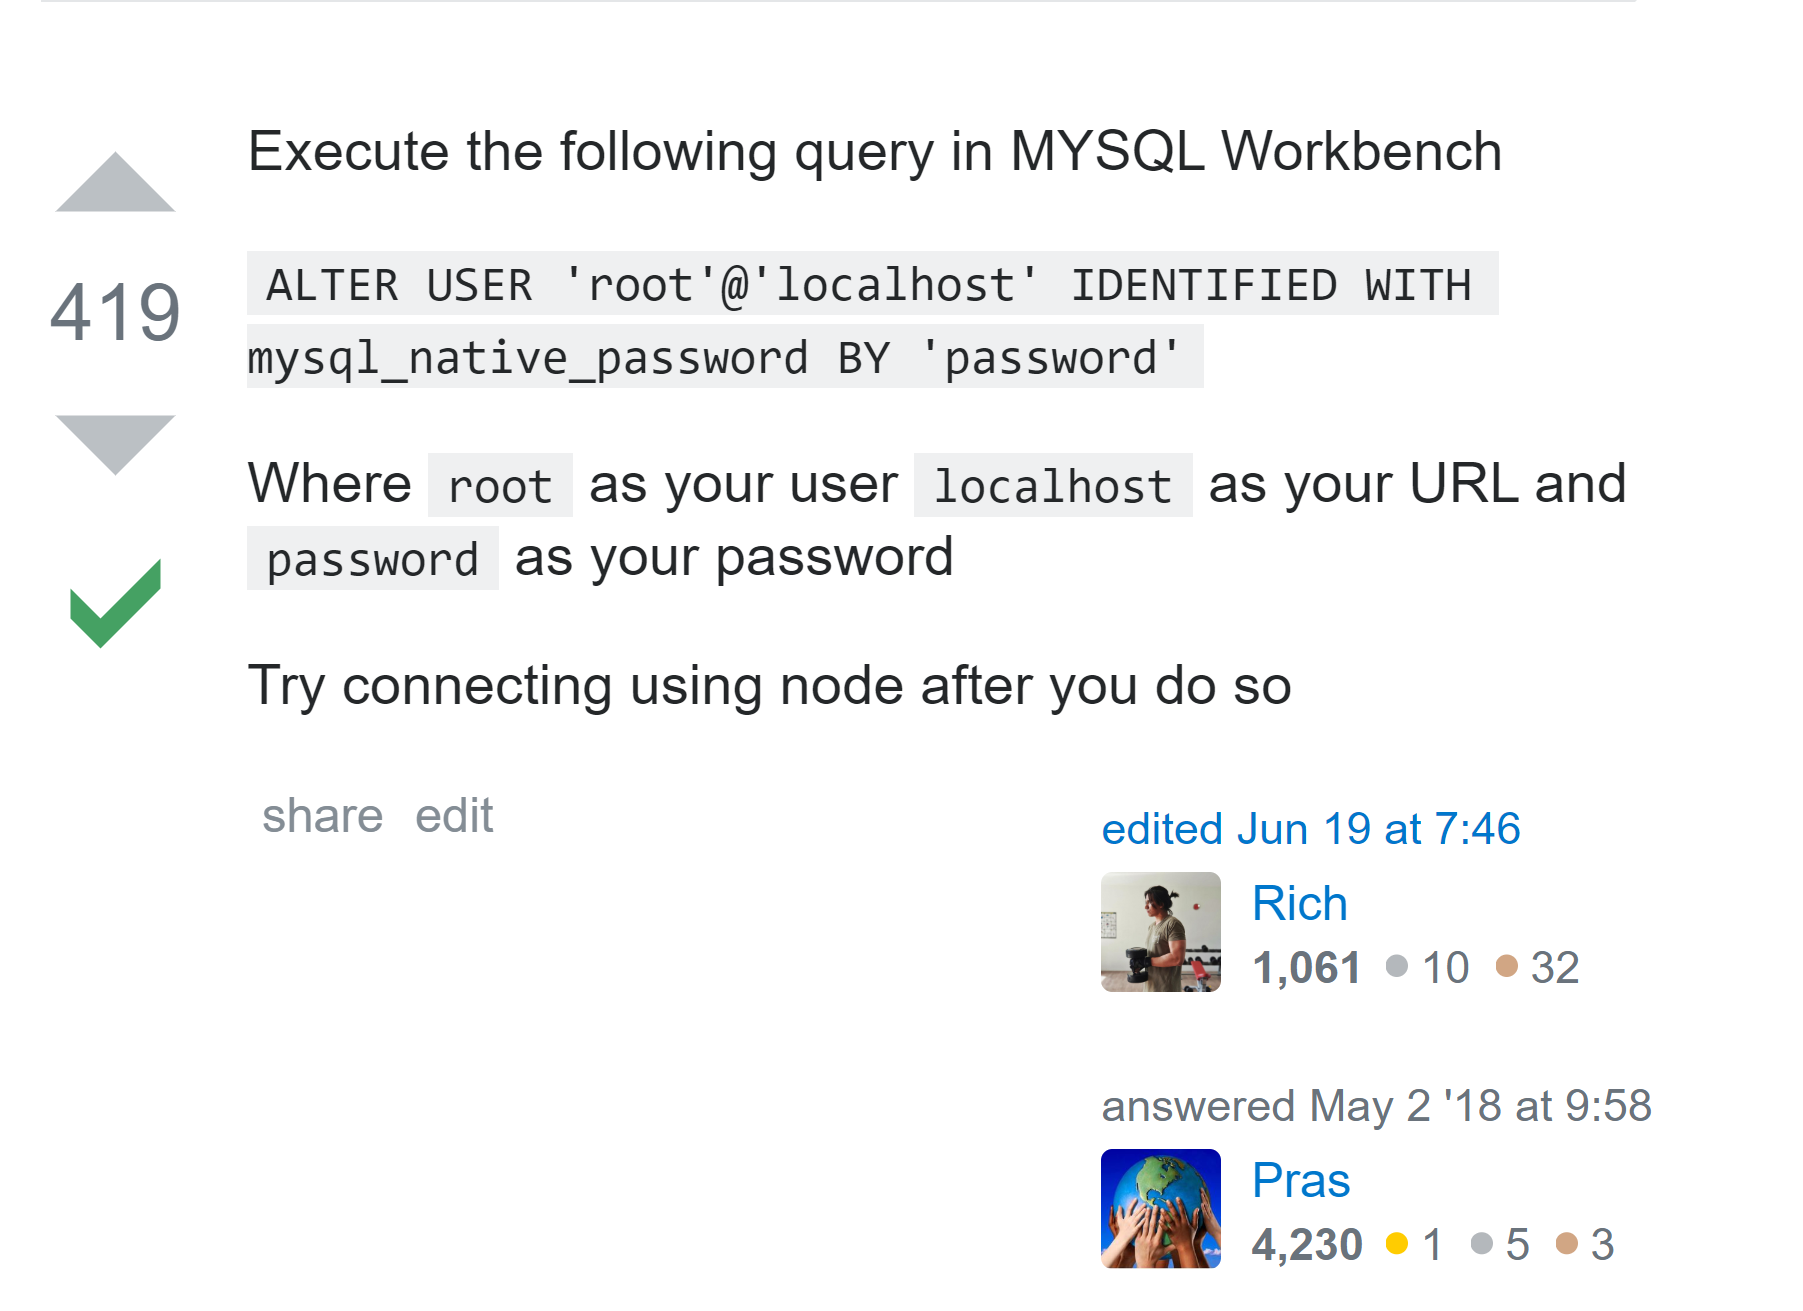 Execute the following query in MYSQL Workbench
419
ALTER USER 'root'@'localhost' IDENTIFIED WITH
mysql_native_password BY 'password'
Where root as your user localhost as your URL and
password as your password
Try connecting using node after you do so
share edit
edited Jun 19 at 7:46
Rich
1,061 10 32
answered May 2 '18 at 9:58
Pras
4,230 1 5 3